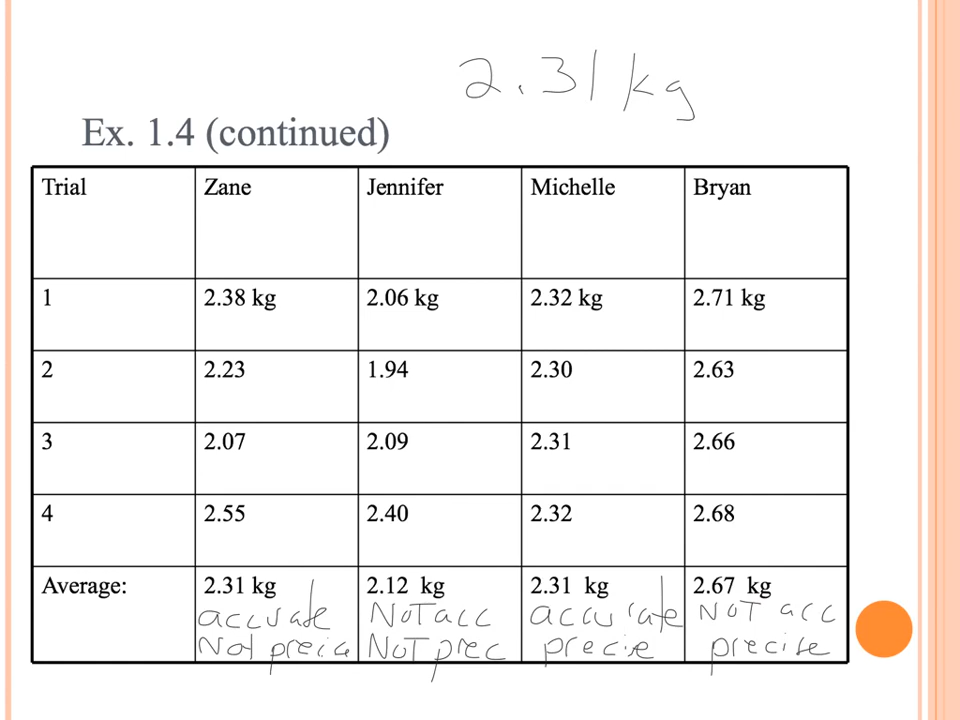 2.31 kg
Ex. 1.4 (continued)
Trial Zane Jennifer Michelle Bryan
1 2.38 kg 2.06 kg 2.32 kg 2.71 kg
2 2.23 1.94 2.30 2.63
3 2.07 2.09 2.31 2.66
4 2.55 2.40 2.32 2.68
Average: 2.31 kg 2.12 kg 2.31 kg 2.67 kg
accurate NOT acc accurate NOT acc
Not precise NOT prec precise precise